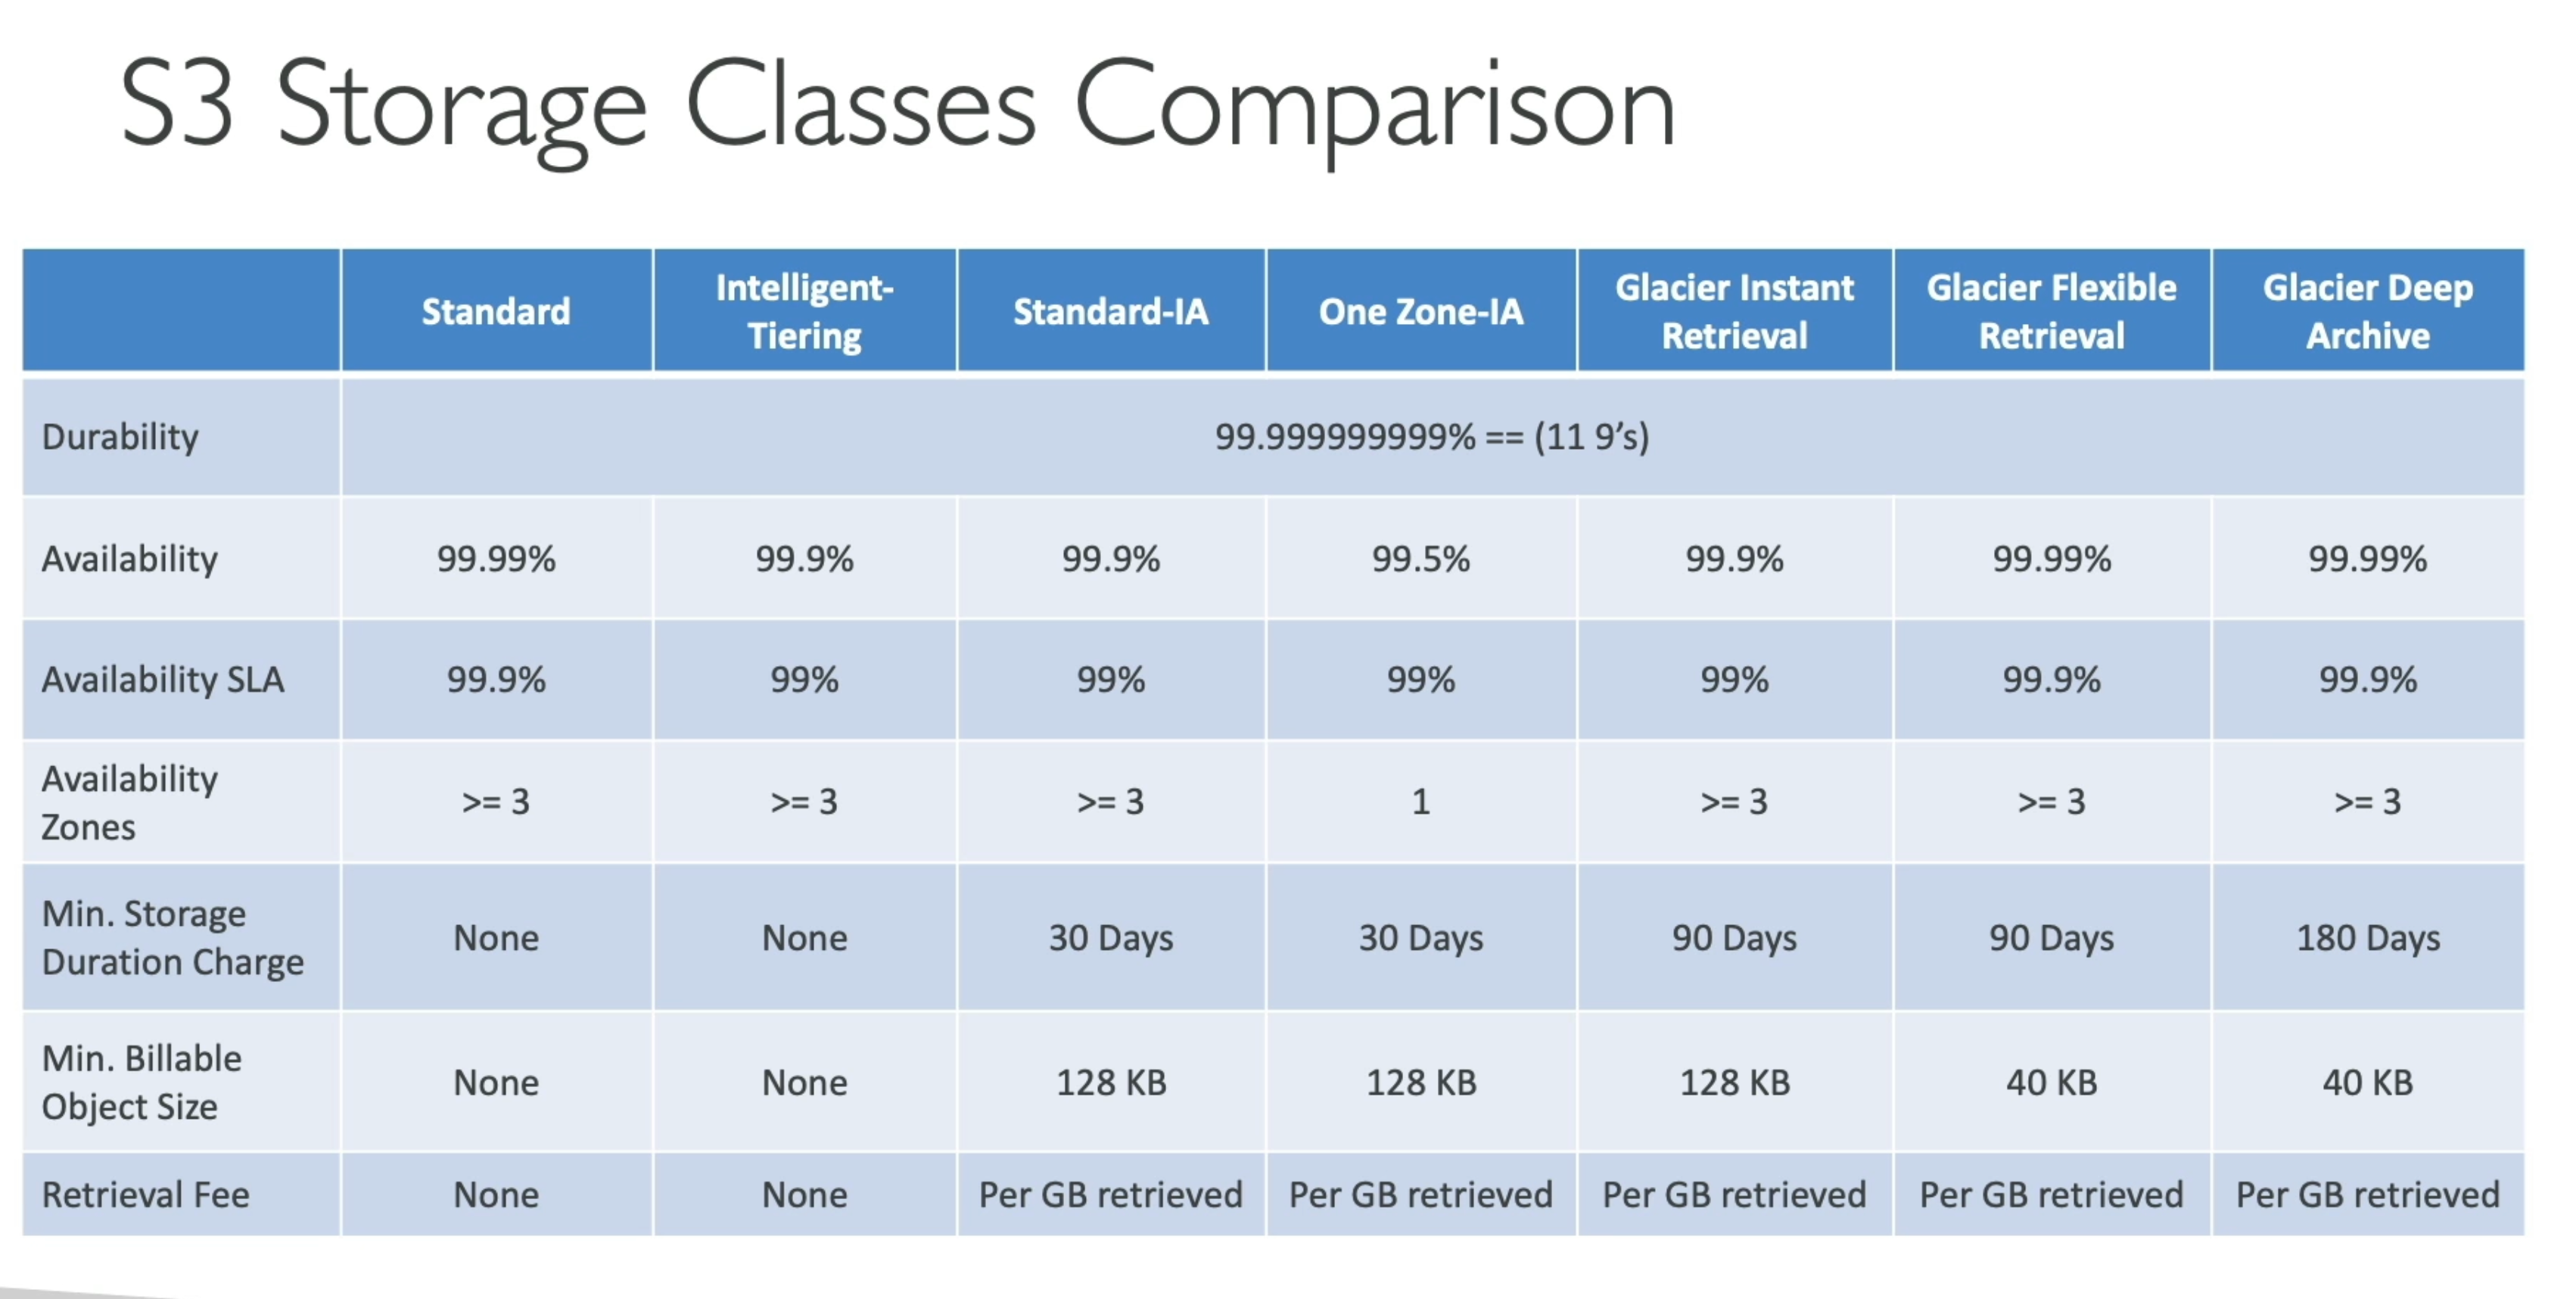 S3 Storage Classes Comparison
Standard
Intelligent-
Tiering
Standard-IA
One Zone-IA
Glacier Instant
Retrieval
Glacier Flexible
Retrieval
Glacier Deep
Archive
Durability
99.999999999% == (11 9’s)
Availability
99.99%
99.9%
99.9%
99.5%
99.9%
99.99%
99.99%
Availability SLA
99.9%
99%
99%
99%
99%
99.9%
99.9%
Availability
Zones
>= 3
>= 3
>= 3
1
>= 3
>= 3
>= 3
Min. Storage
Duration Charge
None
None
30 Days
30 Days
90 Days
90 Days
180 Days
Min. Billable
Object Size
None
None
128 KB
128 KB
128 KB
40 KB
40 KB
Retrieval Fee
None
None
Per GB retrieved
Per GB retrieved
Per GB retrieved
Per GB retrieved
Per GB retrieved